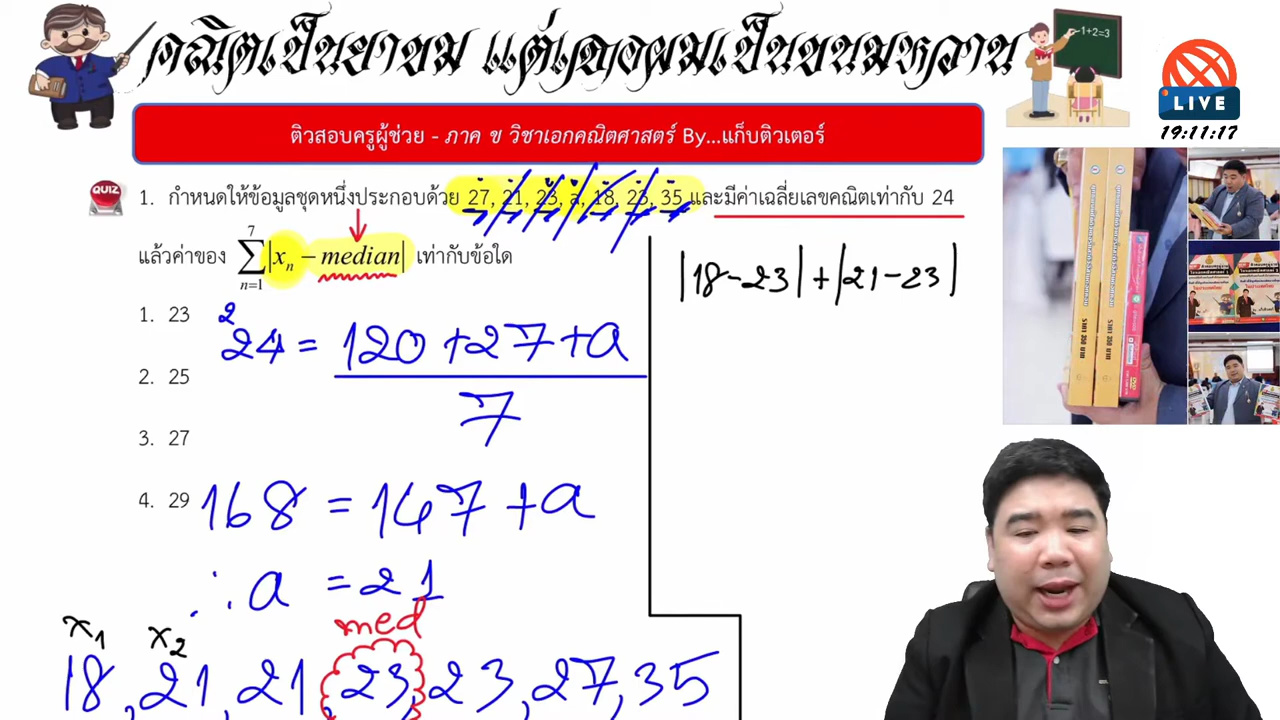 คณิตเป็นยาขม แต่เธอผมเป็นขนมหวาน
1+2=3
LIVE
19:11:17
ติวสอบครูผู้ช่วย - ภาค ข วิชาเอกคณิตศาสตร์ By...แก็บติวเตอร์
QUIZ
1. กำหนดให้ข้อมูลชุดหนึ่งประกอบด้วย 27, 21, 23, a, 18, 23, 35 และมีค่าเฉลี่ยเลขคณิตเท่ากับ 24
แล้วค่าของ ∑ n=1 7 |xₙ − median| เท่ากับข้อใด
|18-23|+|21-23|
1. 23
2. 25
3. 27
4. 29
24 = 120+27+a
7
168 = 147+a
∴a = 21
med
x₁ x₂
18, 21, 21, 23, 23, 27, 35